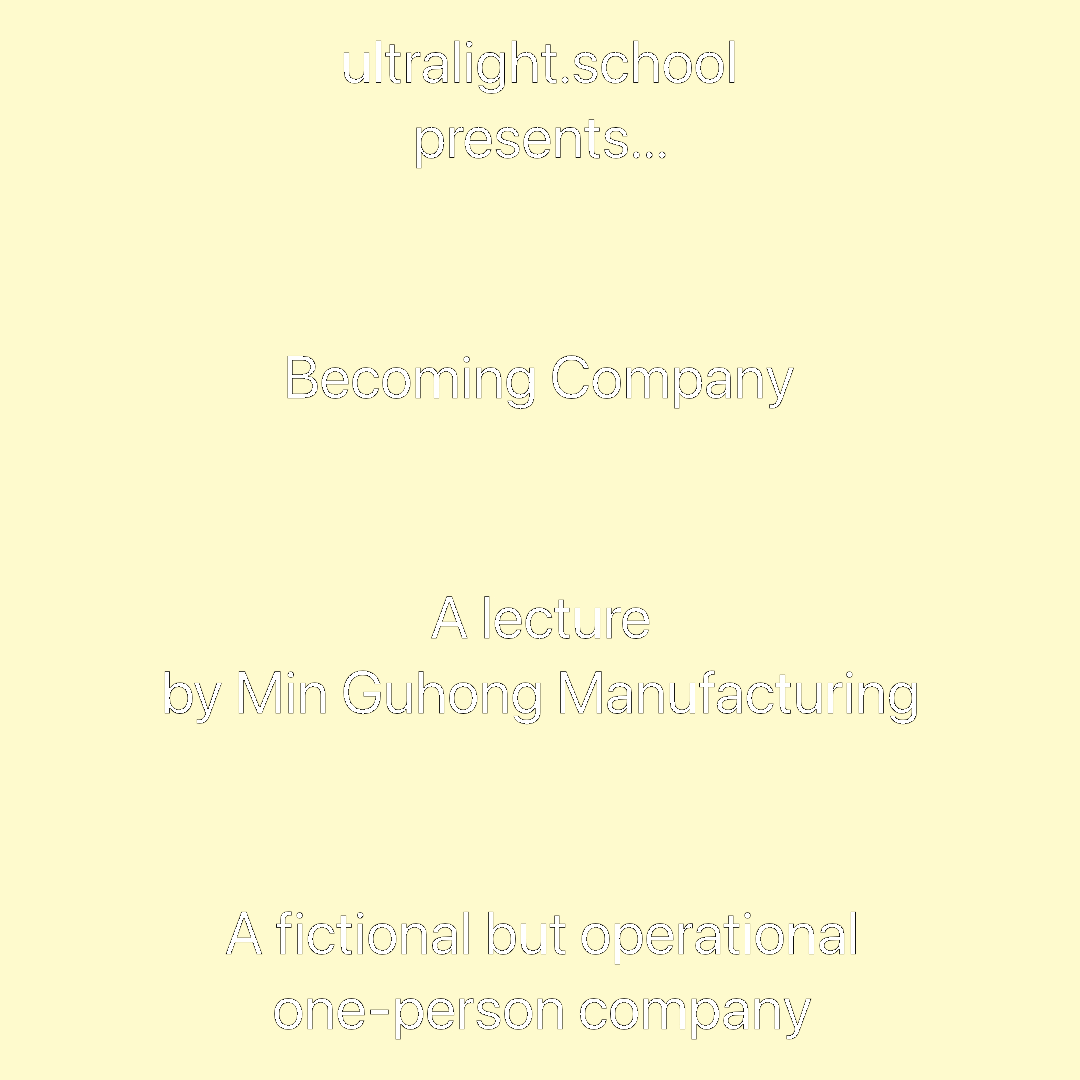 ultralight.school
presents...
Becoming Company
A lecture
by Min Guhong Manufacturing
A fictional but operational
one-person company